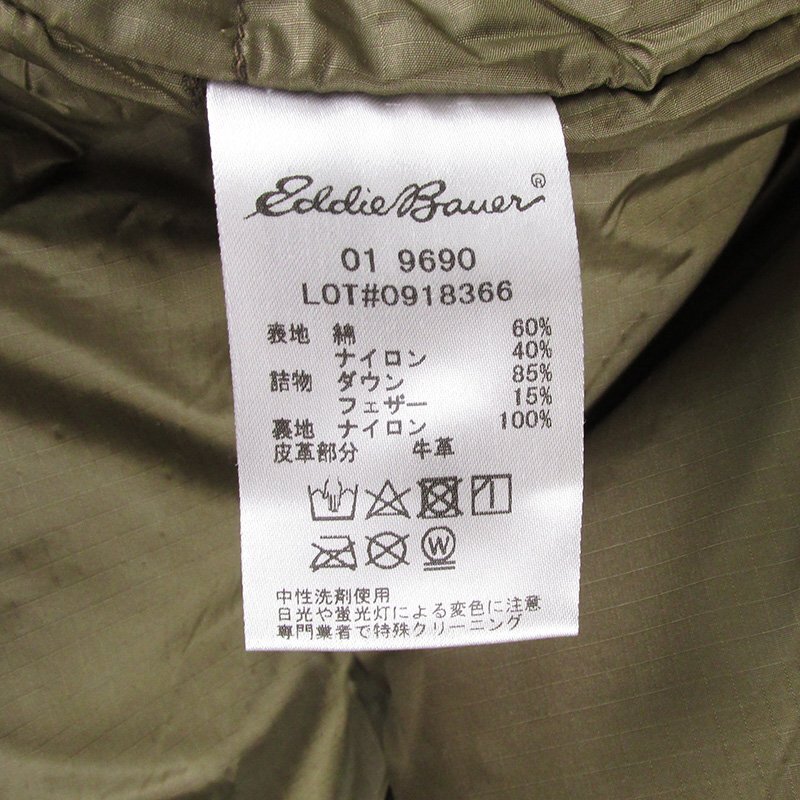 Eddie Bauer®
01 9690
LOT#0918366
表地 綿 60%
ナイロン 40%
詰物 ダウン 85%
フェザー 15%
裏地 ナイロン 100%
皮革部分 牛革
W
中性洗剤使用
日光や蛍光灯による変色に注意
専門業者で特殊クリーニング